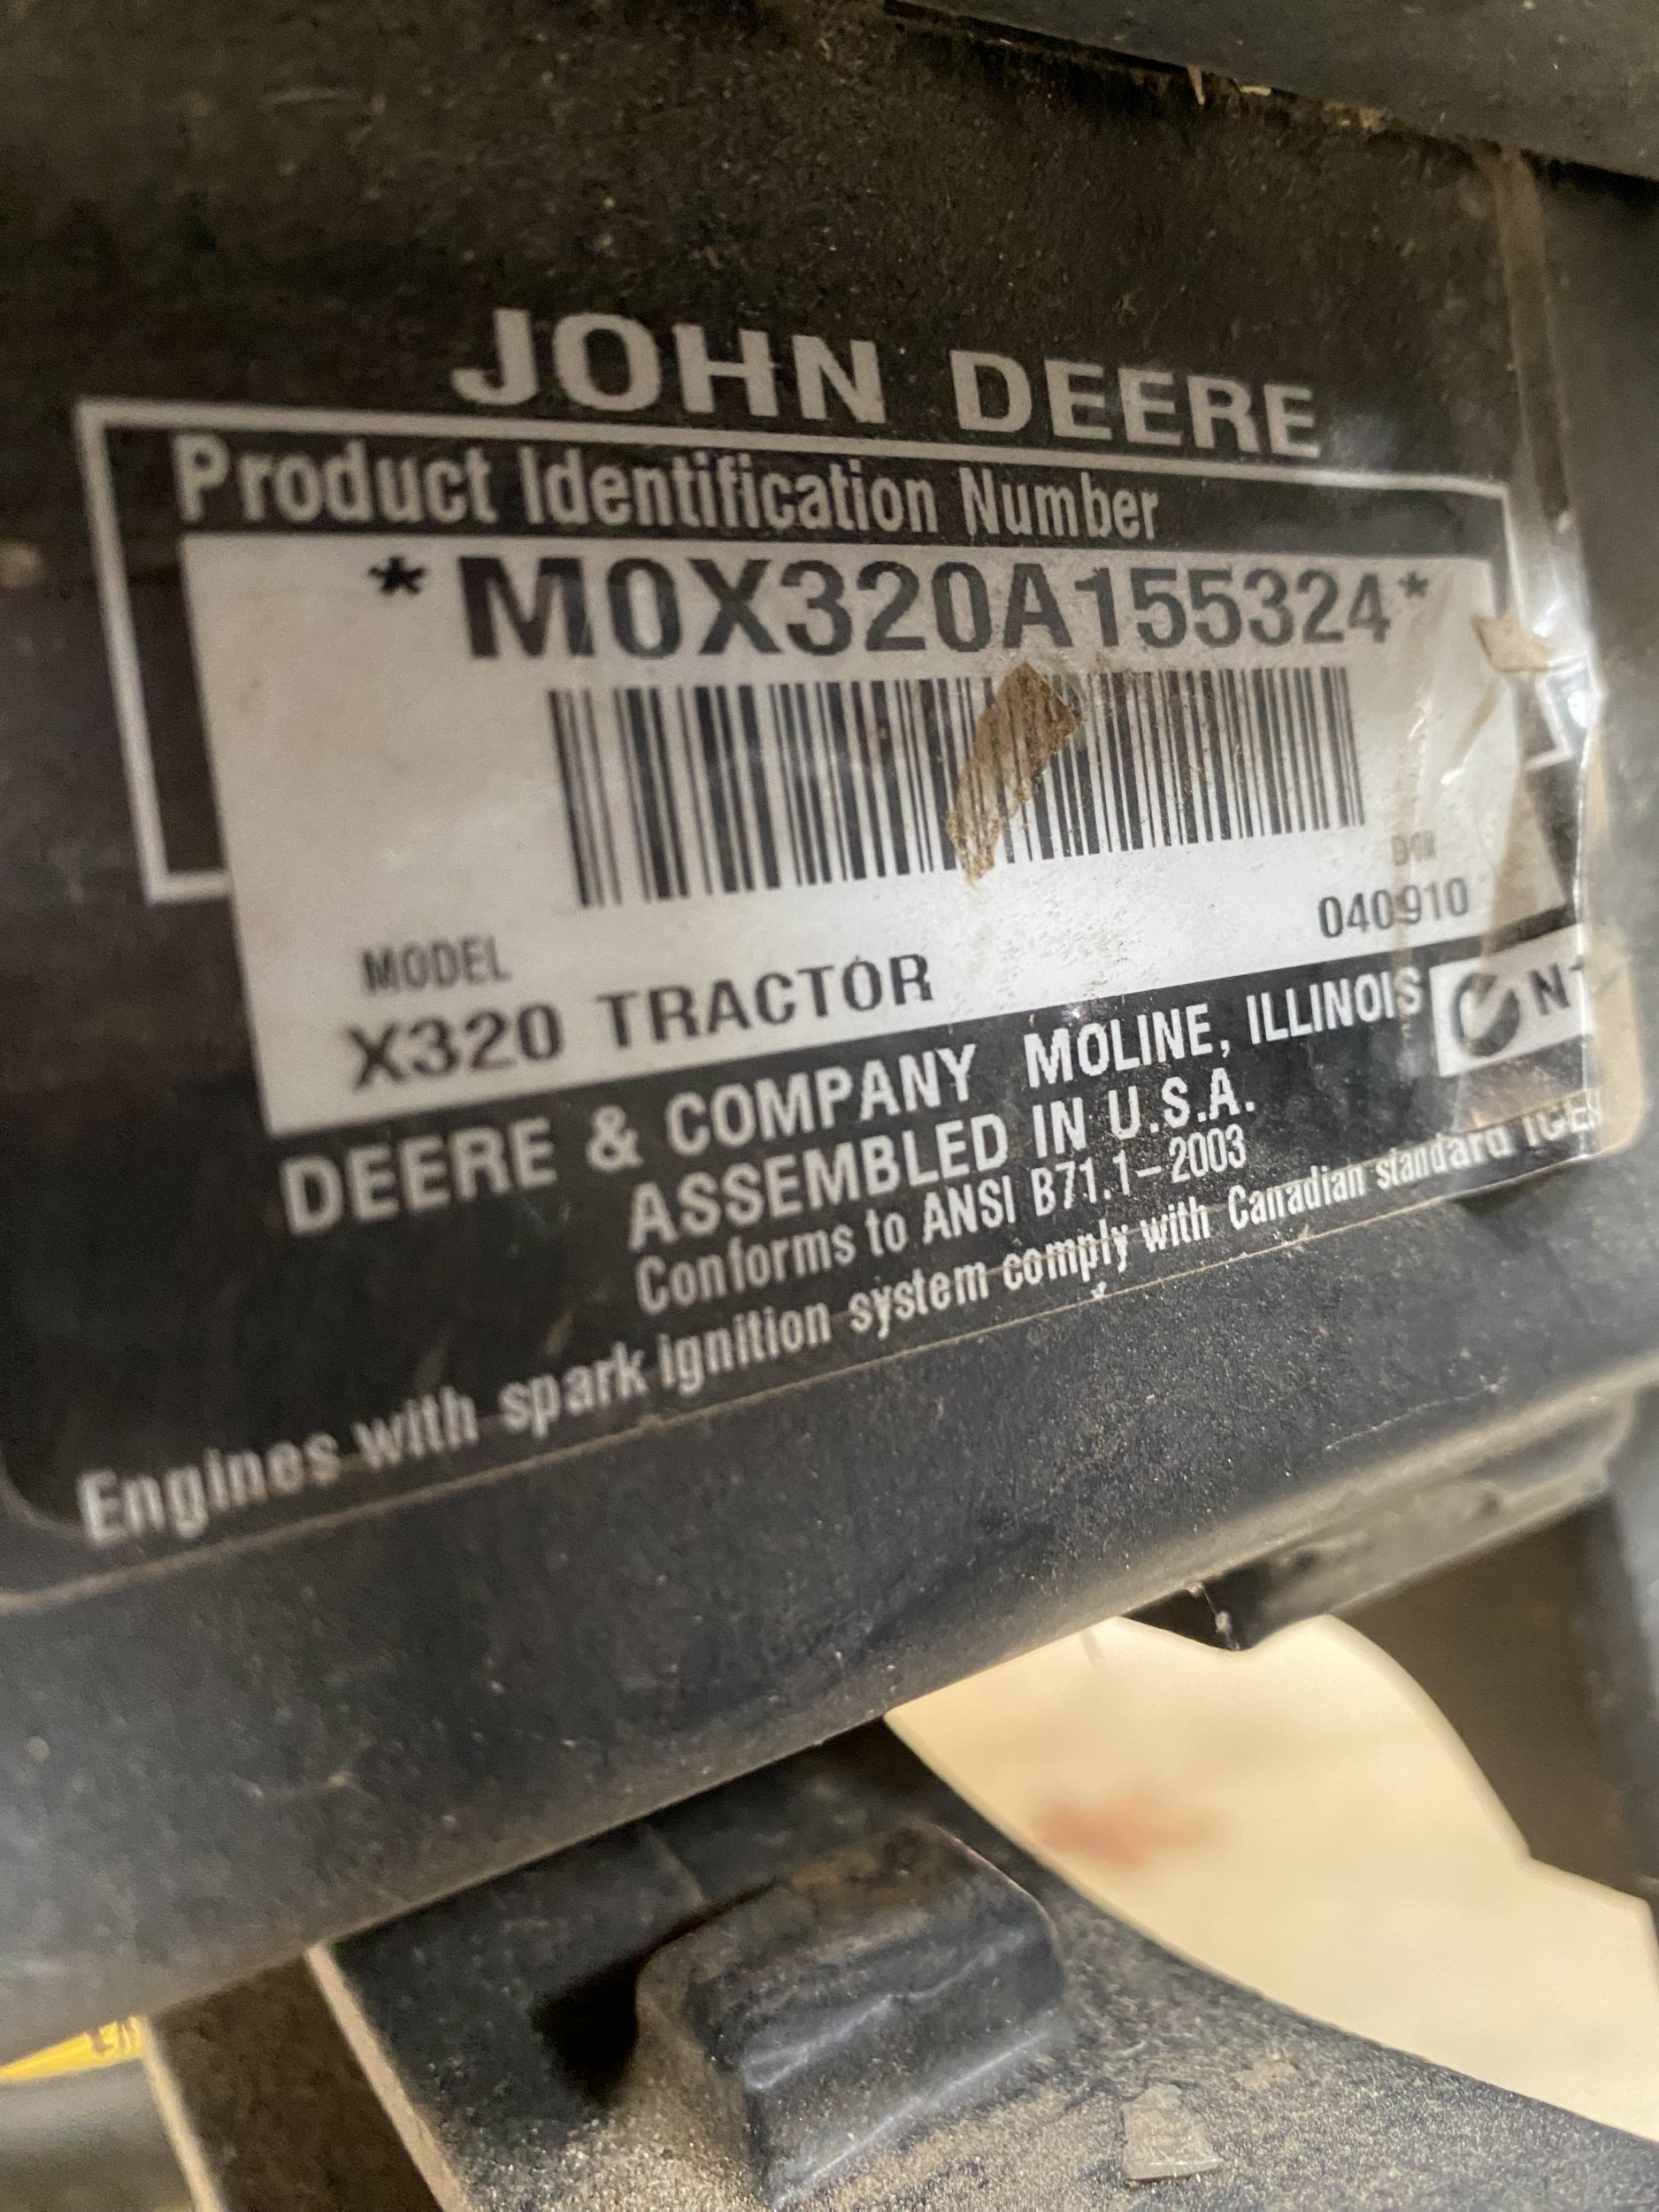 JOHN DEERE
Product Identification Number
*M0X320A155324*
MODEL
X320 TRACTOR
040910
DEERE & COMPANY MOLINE, ILLINOIS
ASSEMBLED IN U.S.A.
Conforms to ANSI B71.1-2003
Engines with spark ignition system comply with Canadian standard